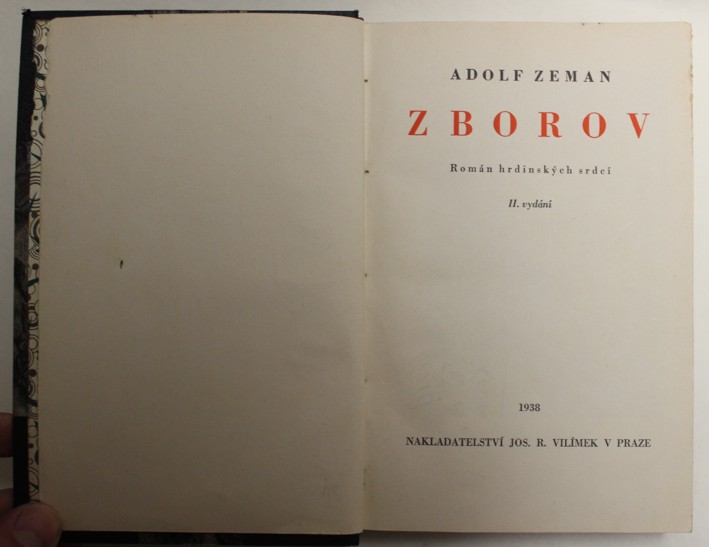 ADOLF ZEMAN
ZBOROV
Román hrdinských srdcí
II. vydání
1938
NAKLADATELSTVÍ JOS. R. VILÍMEK V PRAZE